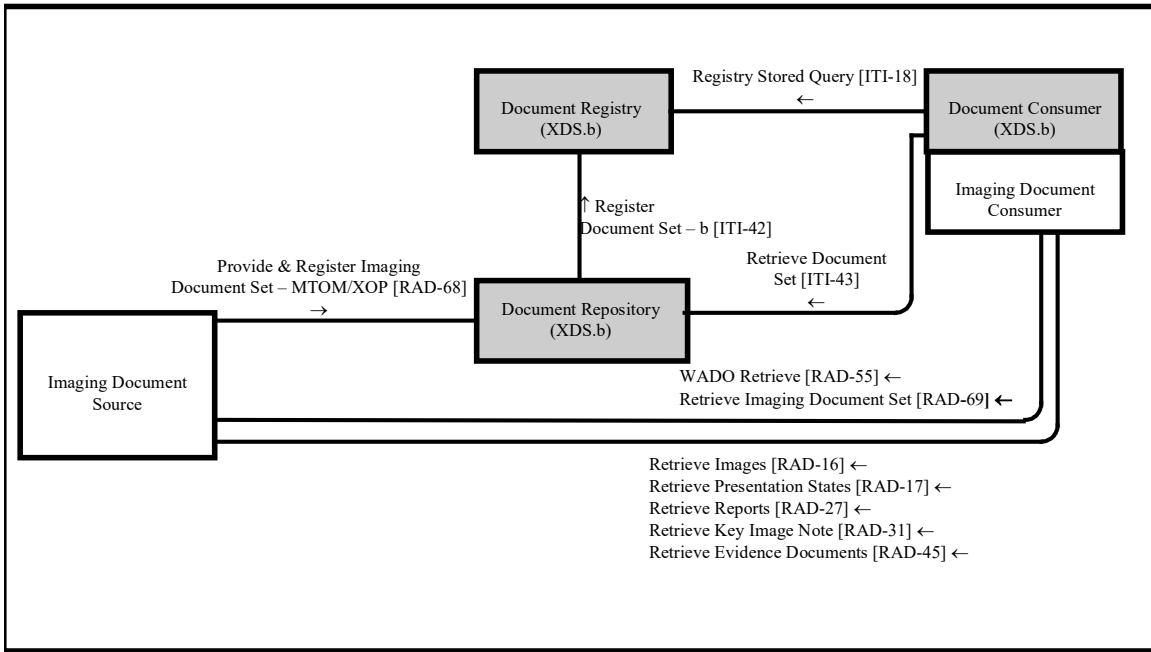 Registry Stored Query [ITI-18]
←
Document Registry
(XDS.b)
Document Consumer
(XDS.b)
Imaging Document
Consumer
↑ Register
Document Set – b [ITI-42]
Retrieve Document
Set [ITI-43]
←
Provide & Register Imaging
Document Set – MTOM/XOP [RAD-68]
→
Document Repository
(XDS.b)
Imaging Document
Source
WADO Retrieve [RAD-55] ←
Retrieve Imaging Document Set [RAD-69] ←
Retrieve Images [RAD-16] ←
Retrieve Presentation States [RAD-17] ←
Retrieve Reports [RAD-27] ←
Retrieve Key Image Note [RAD-31] ←
Retrieve Evidence Documents [RAD-45] ←